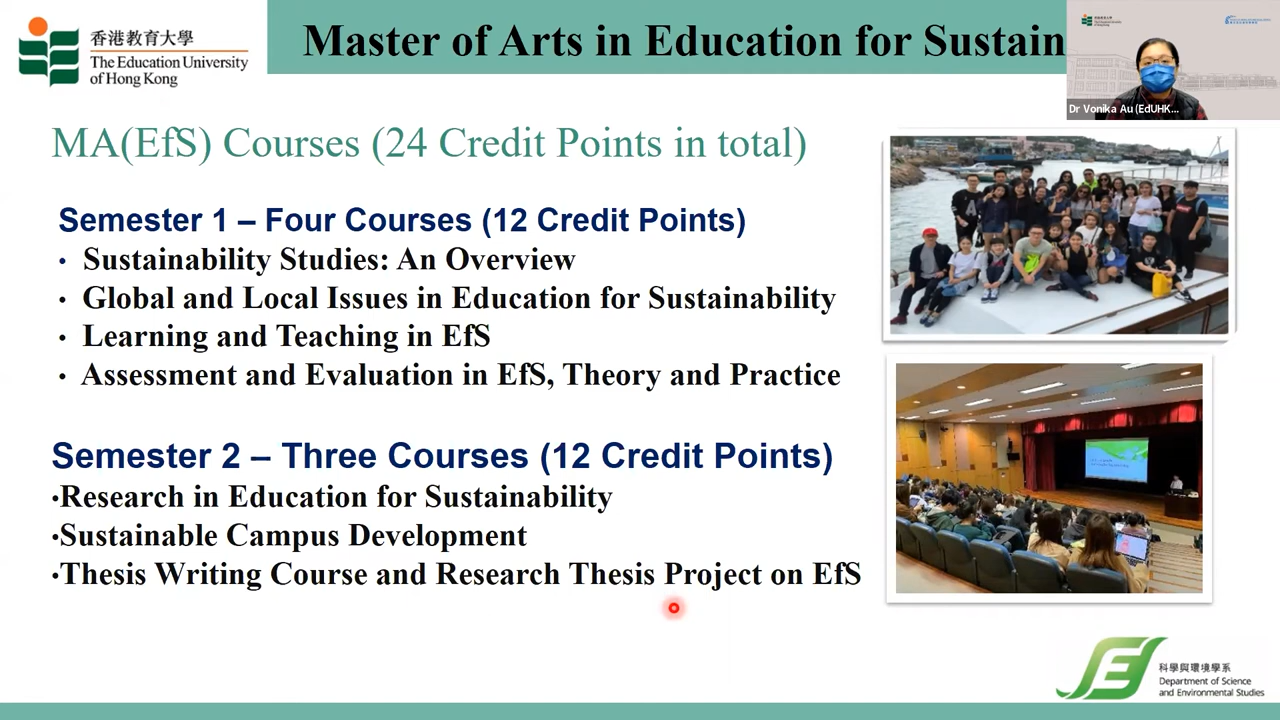 香港教育大學
The Education University
of Hong Kong
Master of Arts in Education for Sustain
Dr Vonika Au (EdUHK...
MA(EfS) Courses (24 Credit Points in total)
Semester 1 – Four Courses (12 Credit Points)
• Sustainability Studies: An Overview
• Global and Local Issues in Education for Sustainability
• Learning and Teaching in EfS
• Assessment and Evaluation in EfS, Theory and Practice
Semester 2 – Three Courses (12 Credit Points)
•Research in Education for Sustainability
•Sustainable Campus Development
•Thesis Writing Course and Research Thesis Project on EfS
科學與環境學系
Department of Science
and Environmental Studies